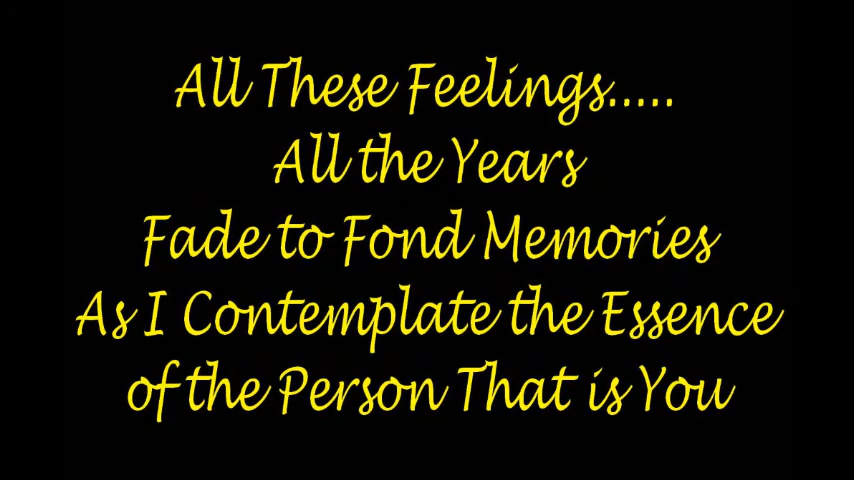 All These Feelings.....
All the Years
Fade to Fond Memories
As I Contemplate the Essence
of the Person That is You